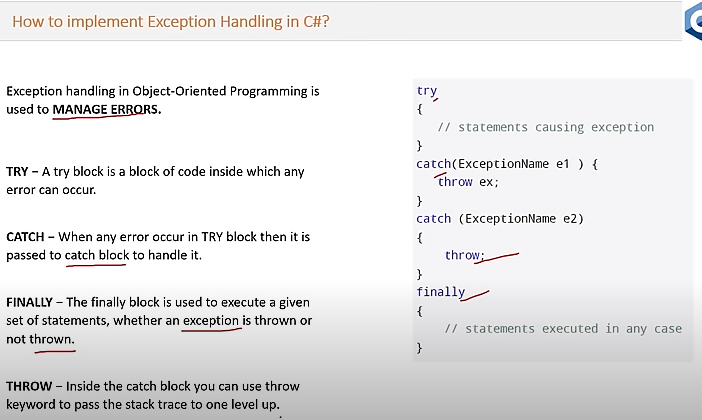 How to implement Exception Handling in C#?
Exception handling in Object-Oriented Programming is
used to MANAGE ERRORS.
TRY – A try block is a block of code inside which any
error can occur.
CATCH – When any error occur in TRY block then it is
passed to catch block to handle it.
FINALLY – The finally block is used to execute a given
set of statements, whether an exception is thrown or
not thrown.
THROW – Inside the catch block you can use throw
keyword to pass the stack trace to one level up.
try
{
// statements causing exception
}
catch(ExceptionName e1 ) {
throw ex;
}
catch (ExceptionName e2)
{
throw;
}
finally
{
// statements executed in any case
}